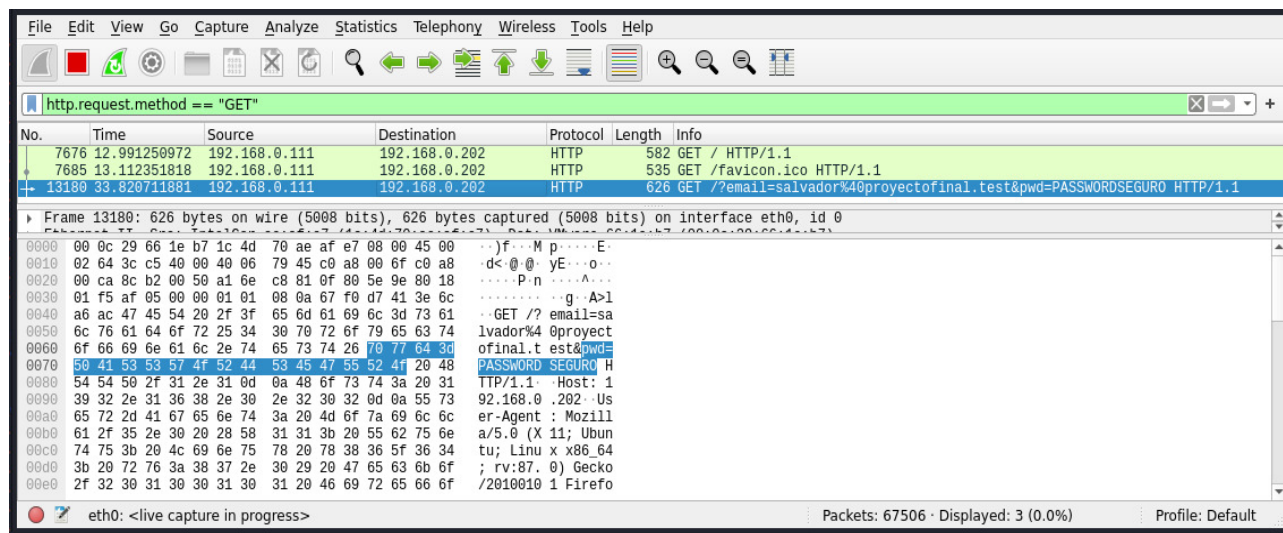 File Edit View Go Capture Analyze Statistics Telephony Wireless Tools Help
http.request.method == "GET"
No. Time Source Destination Protocol Length Info
7676 12.991250972 192.168.0.111 192.168.0.202 HTTP 582 GET / HTTP/1.1
7685 13.112351818 192.168.0.111 192.168.0.202 HTTP 535 GET /favicon.ico HTTP/1.1
13180 33.820711881 192.168.0.111 192.168.0.202 HTTP 626 GET /?email=salvador%40proyectofinal.test&pwd=PASSWORDSEGURO HTTP/1.1
Frame 13180: 626 bytes on wire (5008 bits), 626 bytes captured (5008 bits) on interface eth0, id 0
0000 00 0c 29 66 1e b7 1c 4d 70 ae af e7 08 00 45 00 ··)f···M p·····E·
0010 02 64 3c c5 40 00 40 06 79 45 c0 a8 00 6f c0 a8 ·d<·@·@· yE···o··
0020 00 ca 8c b2 00 50 a1 6e c8 81 0f 80 5e 9e 80 18 ·····P·n ····^···
0030 01 f5 af 05 00 00 01 01 08 0a 67 f0 d7 41 3e 6c ········ ··g··A>l
0040 a6 ac 47 45 54 20 2f 3f 65 6d 61 69 6c 3d 73 61 ··GET /? email=sa
0050 6c 76 61 64 6f 72 25 34 30 70 72 6f 79 65 63 74 lvador%4 0proyect
0060 6f 66 69 6e 61 6c 2e 74 65 73 74 26 70 77 64 3d ofinal.t est&pwd=
0070 50 41 53 53 57 4f 52 44 53 45 47 55 52 4f 20 48 PASSWORD SEGURO H
0080 54 54 50 2f 31 2e 31 0d 0a 48 6f 73 74 3a 20 31 TTP/1.1· ·Host: 1
0090 39 32 2e 31 36 38 2e 30 2e 32 30 32 0d 0a 55 73 92.168.0 .202··Us
00a0 65 72 2d 41 67 65 6e 74 3a 20 4d 6f 7a 69 6c 6c er-Agent : Mozill
00b0 61 2f 35 2e 30 20 28 58 31 31 3b 20 55 62 75 6e a/5.0 (X 11; Ubun
00c0 74 75 3b 20 4c 69 6e 75 78 20 78 38 36 5f 36 34 tu; Linu x x86_64
00d0 3b 20 72 76 3a 38 37 2e 30 29 20 47 65 63 6b 6f ; rv:87. 0) Gecko
00e0 2f 32 30 31 30 30 31 30 31 20 46 69 72 65 66 6f /2010010 1 Firefo
eth0: <live capture in progress> Packets: 67506 · Displayed: 3 (0.0%) Profile: Default